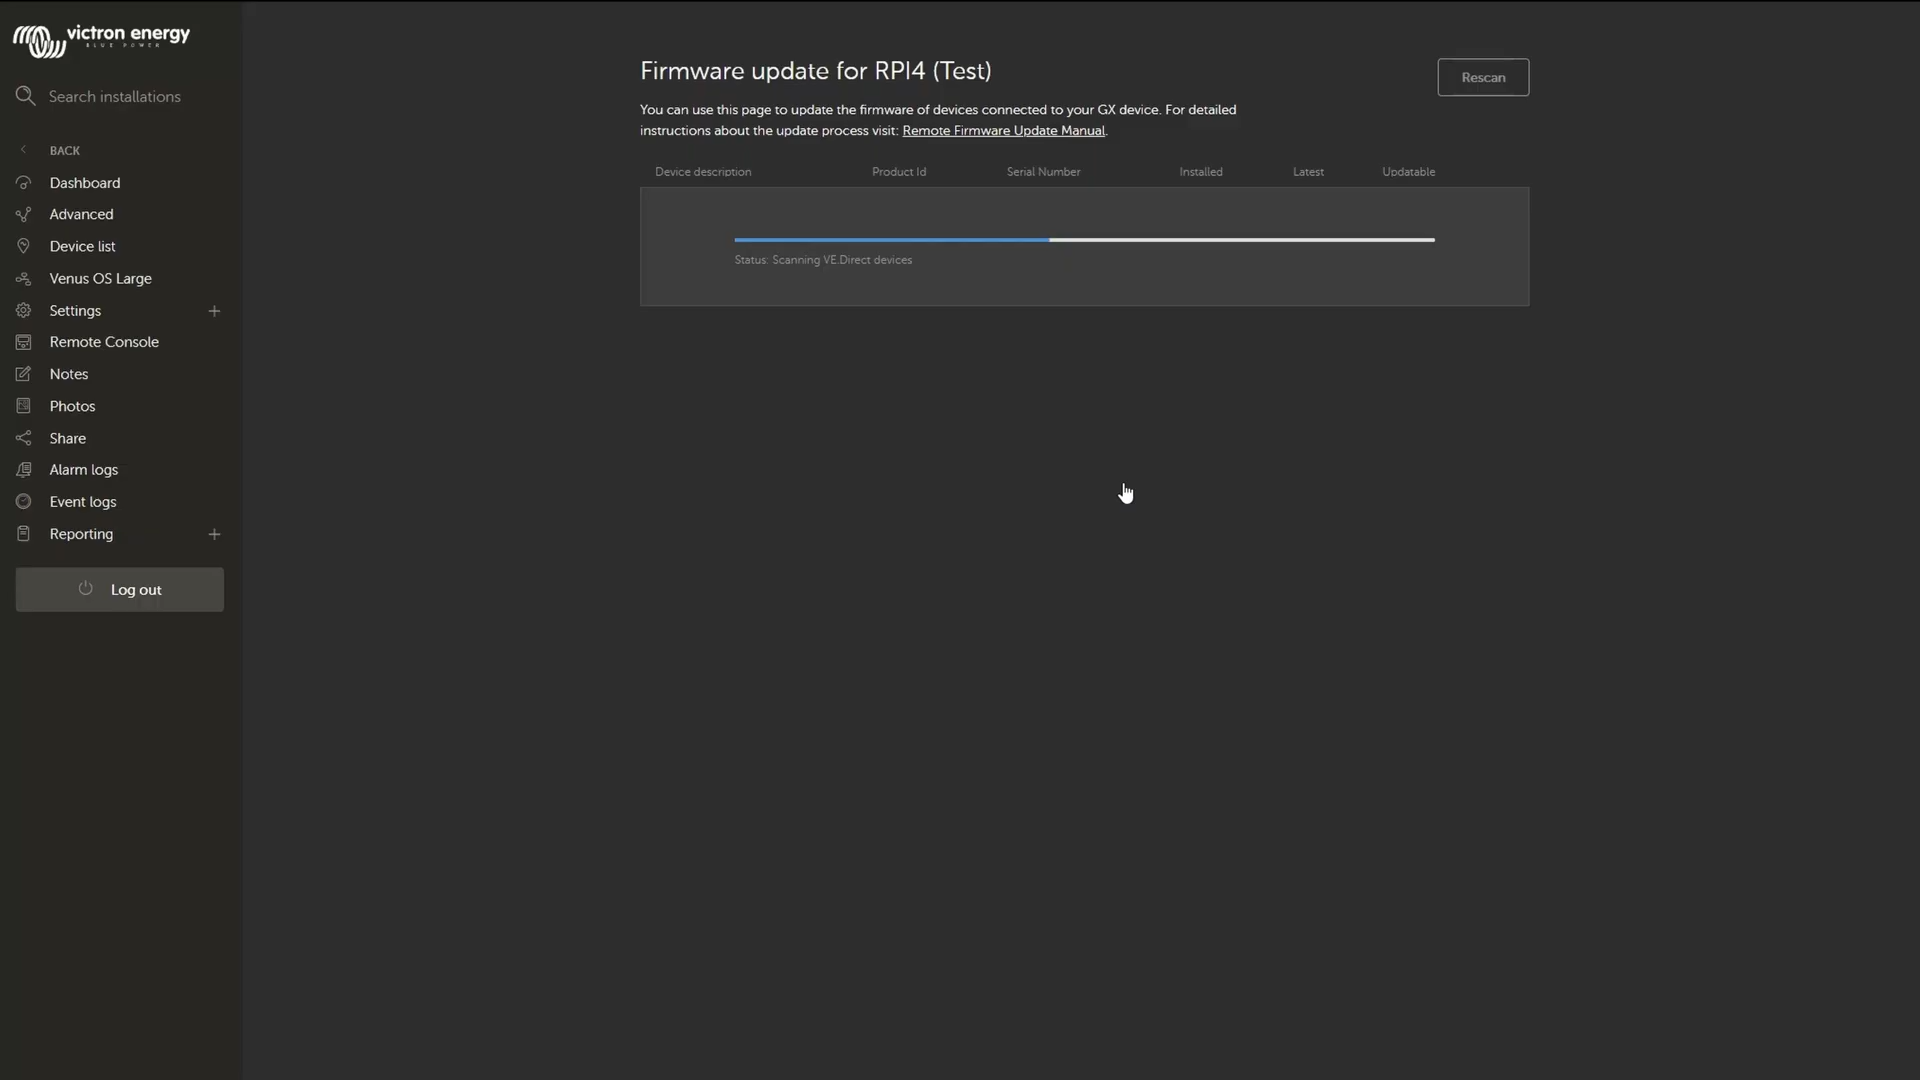 victron energy
BLUE POWER
Search installations
BACK
Dashboard
Advanced
Device list
Venus OS Large
Settings
Remote Console
Notes
Photos
Share
Alarm logs
Event logs
Reporting
Log out
Firmware update for RPI4 (Test)
Rescan
You can use this page to update the firmware of devices connected to your GX device. For detailed
instructions about the update process visit: Remote Firmware Update Manual.
Device description Product Id Serial Number Installed Latest Updatable
Status: Scanning VE.Direct devices